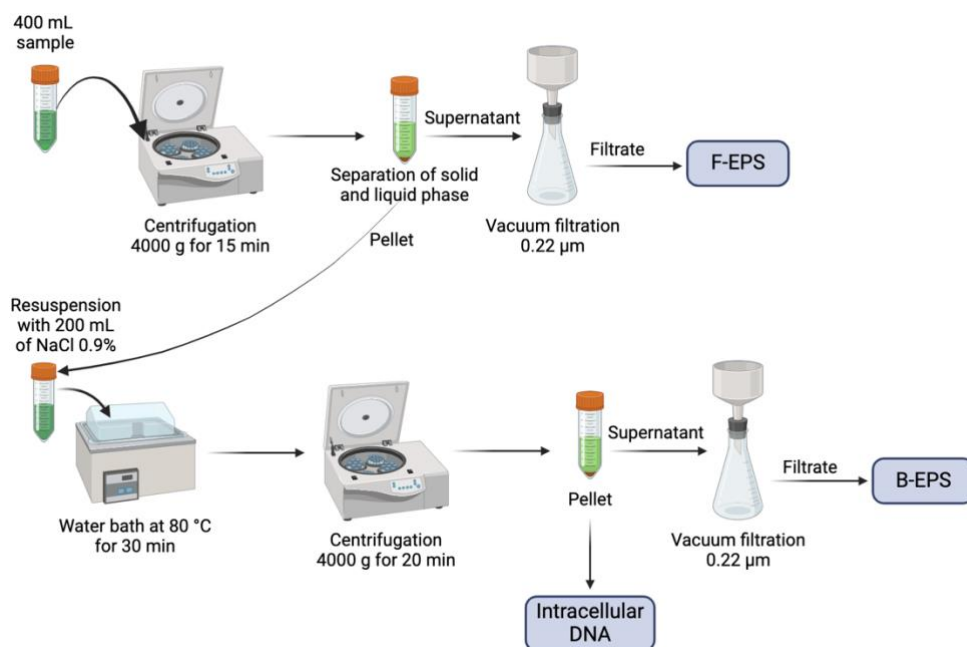 400 mL
sample
Centrifugation
4000 g for 15 min
Supernatant
Separation of solid
and liquid phase
Pellet
Vacuum filtration
0.22 µm
Filtrate
F-EPS
Resuspension
with 200 mL
of NaCl 0.9%
Water bath at 80 °C
for 30 min
Centrifugation
4000 g for 20 min
Supernatant
Pellet
Intracellular
DNA
Vacuum filtration
0.22 µm
Filtrate
B-EPS